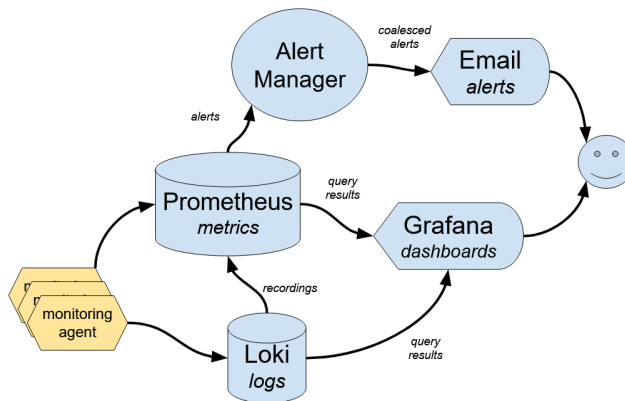 Alert
Manager
coalesced
alerts
Email
alerts
alerts
Prometheus
metrics
query
results
Grafana
dashboards
recordings
monitoring
agent
Loki
logs
query
results